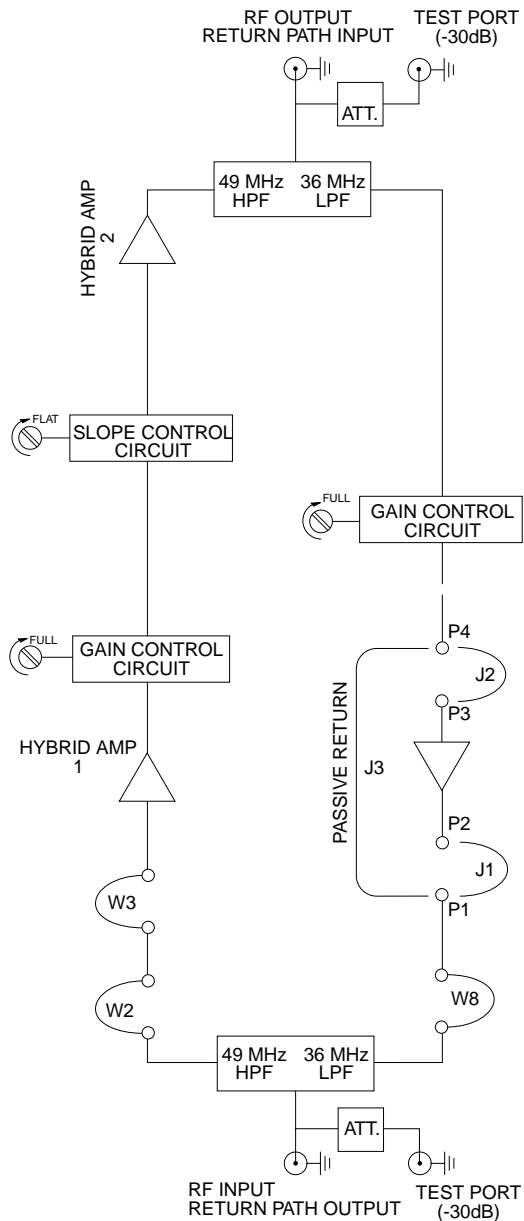 RF OUTPUT
RETURN PATH INPUT
TEST PORT
(-30dB)
ATT.
49 MHz
HPF
36 MHz
LPF
HYBRID AMP
2
FLAT
SLOPE CONTROL
CIRCUIT
FULL
GAIN CONTROL
CIRCUIT
FULL
GAIN CONTROL
CIRCUIT
P4
J2
P3
PASSIVE RETURN
J3
HYBRID AMP
1
P2
J1
P1
W3
W2
W8
49 MHz
HPF
36 MHz
LPF
ATT.
RF INPUT
RETURN PATH OUTPUT
TEST PORT
(-30dB)